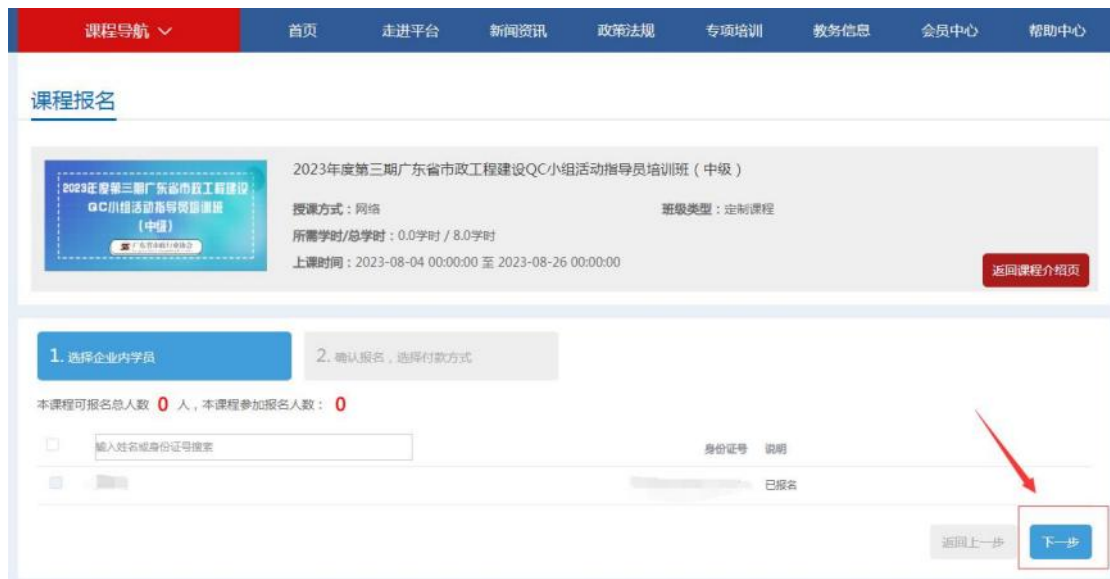 课程导航 首页 走进平台 新闻资讯 政策法规 专项培训 教务信息 会员中心 帮助中心
课程报名
2023年度第三期广东省市政工程建设QC小组活动指导员培训班（中级）
2023年度第三期广东省市政工程建设
QC小组活动指导员培训班
（中级）
广东省市政行业协会
授课方式：网络 班级类型：定制课程
所需学时/总学时：0.0学时 / 8.0学时
上课时间：2023-08-04 00:00:00 至 2023-08-26 00:00:00
返回课程介绍页
1. 选择企业内学员 2. 确认报名，选择付款方式
本课程可报名总人数 0 人，本课程参加报名人数： 0
输入姓名或身份证号搜索 身份证号 说明
已报名
返回上一步 下一步